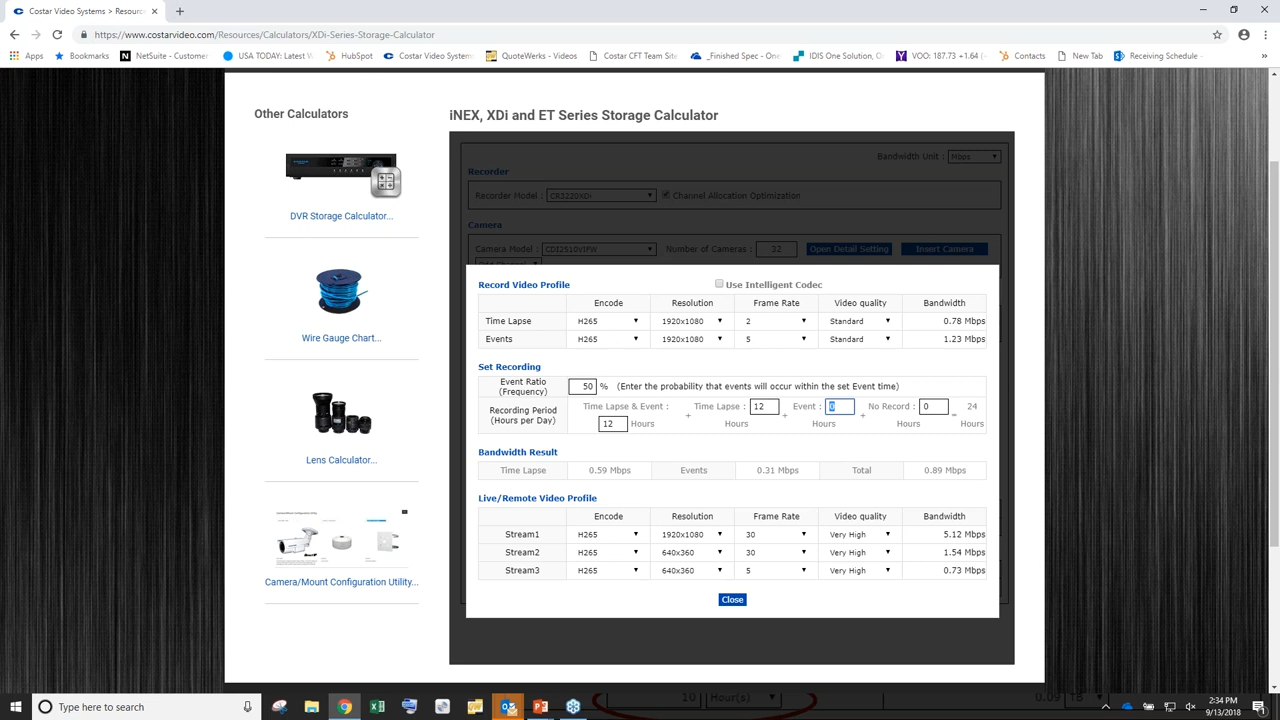 Costar Video Systems > Resourc
https://www.costarvideo.com/Resources/Calculators/XDi-Series-Storage-Calculator
Apps Bookmarks NetSuite - Customer USA TODAY: Latest W HubSpot Costar Video System QuoteWerks - Videos Costar CFT Team Site _Finished Spec - One IDIS One Solution, O VOO: 187.73 +1.64 ( Contacts New Tab Receiving Schedule - »
Other Calculators
DVR Storage Calculator...
Wire Gauge Chart...
Lens Calculator...
Camera/Mount Configuration Utility...
iNEX, XDi and ET Series Storage Calculator
Bandwidth Unit : Mbps
Recorder
Recorder Model : CR3220XDi Channel Allocation Optimization
Camera
Camera Model : CDI2510VIFW Number of Cameras : 32 Open Detail Setting Insert Camera
Record Video Profile Use Intelligent Codec
Encode Resolution Frame Rate Video quality Bandwidth
Time Lapse H265 1920x1080 2 Standard 0.78 Mbps
Events H265 1920x1080 5 Standard 1.23 Mbps
Set Recording
Event Ratio (Frequency) 50 % (Enter the probability that events will occur within the set Event time)
Recording Period (Hours per Day) Time Lapse & Event : 12 Hours + Time Lapse : 12 Hours + Event : 0 Hours + No Record : 0 Hours = 24 Hours
Bandwidth Result
Time Lapse 0.59 Mbps Events 0.31 Mbps Total 0.89 Mbps
Live/Remote Video Profile
Encode Resolution Frame Rate Video quality Bandwidth
Stream1 H265 1920x1080 30 Very High 5.12 Mbps
Stream2 H265 640x360 30 Very High 1.54 Mbps
Stream3 H265 640x360 5 Very High 0.73 Mbps
Close
10 Hour(s) 0.09 TB
Type here to search
2:34 PM
9/13/2018